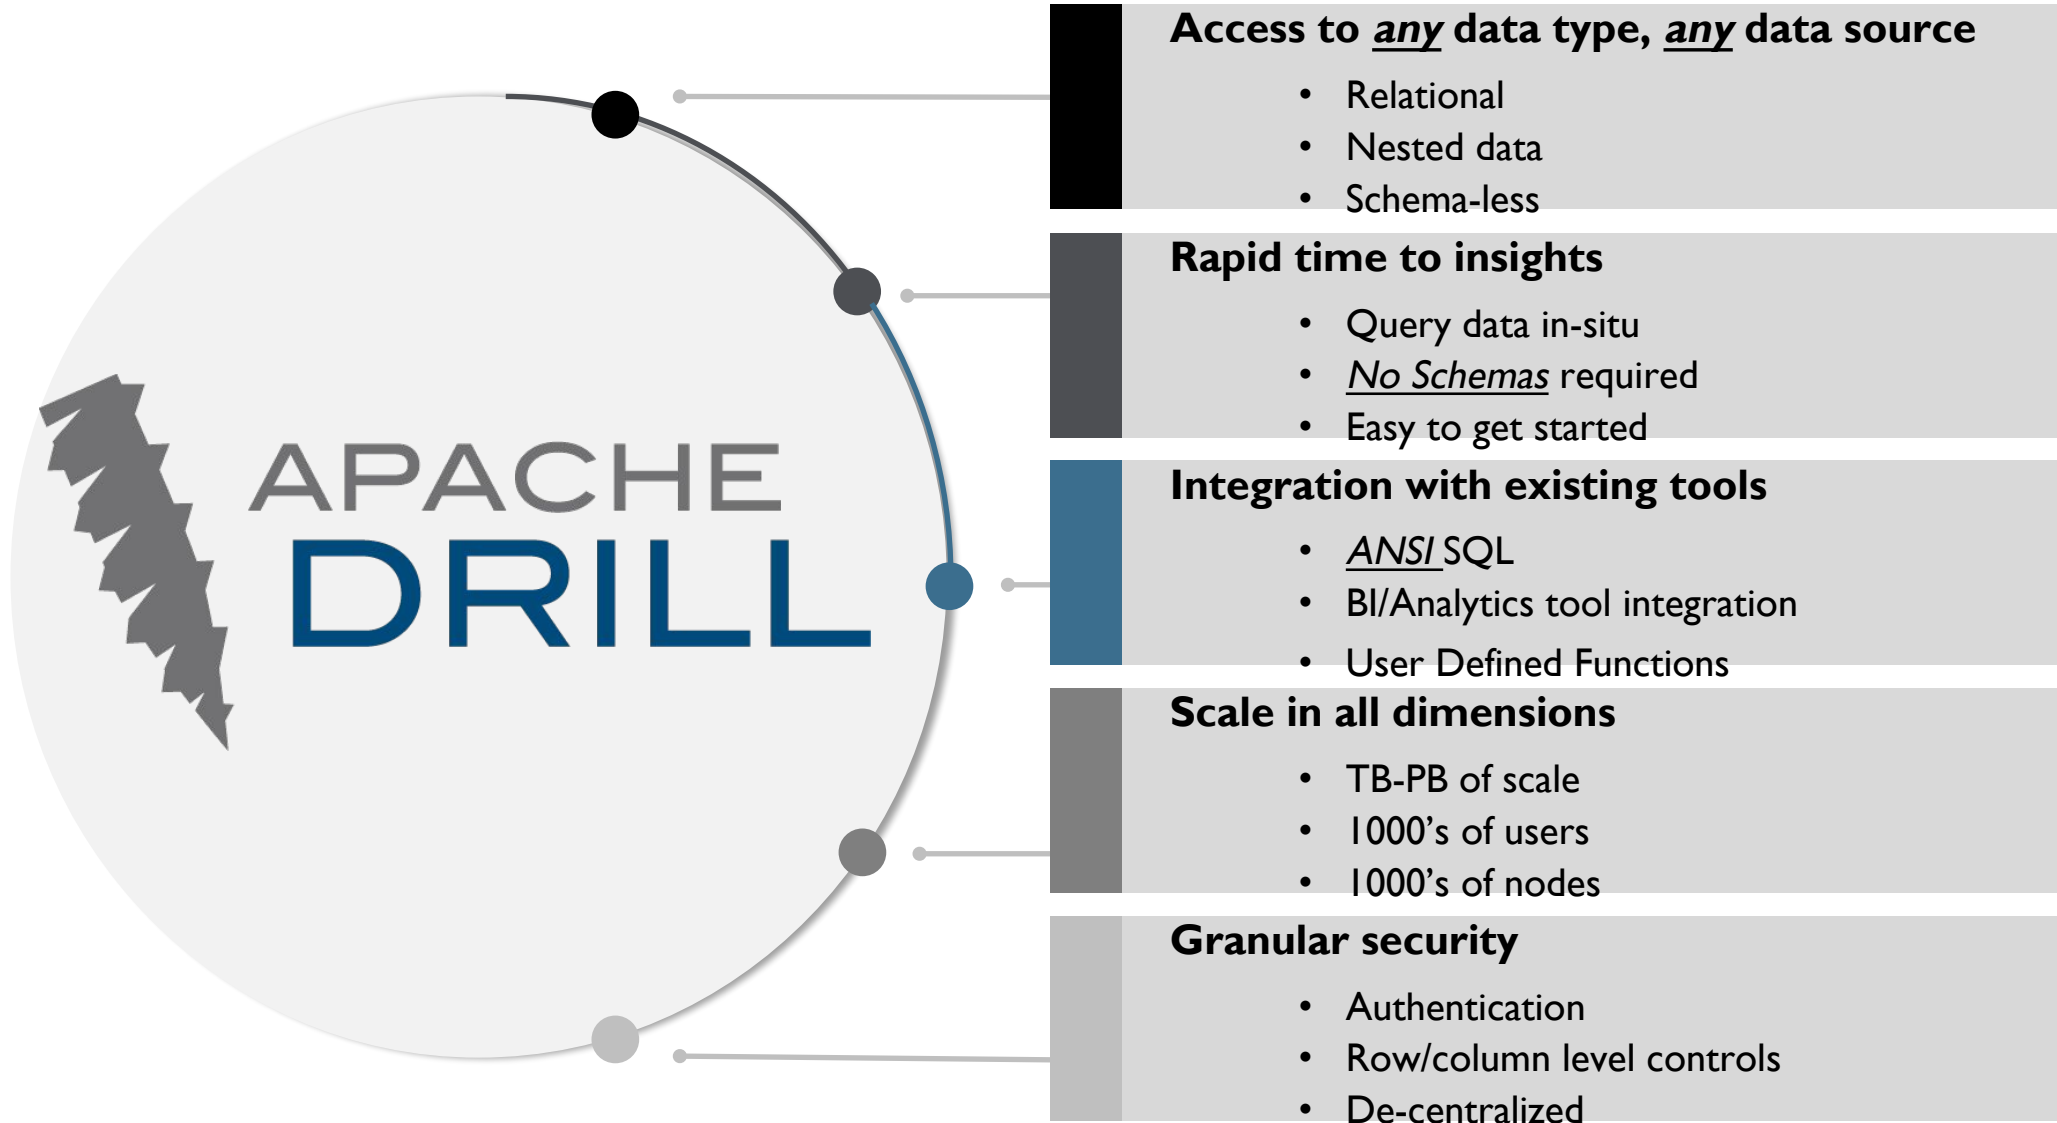 APACHE
DRILL
Access to any data type, any data source
• Relational
• Nested data
• Schema-less
Rapid time to insights
• Query data in-situ
• No Schemas required
• Easy to get started
Integration with existing tools
• ANSI SQL
• BI/Analytics tool integration
• User Defined Functions
Scale in all dimensions
• TB-PB of scale
• 1000’s of users
• 1000’s of nodes
Granular security
• Authentication
• Row/column level controls
• De-centralized